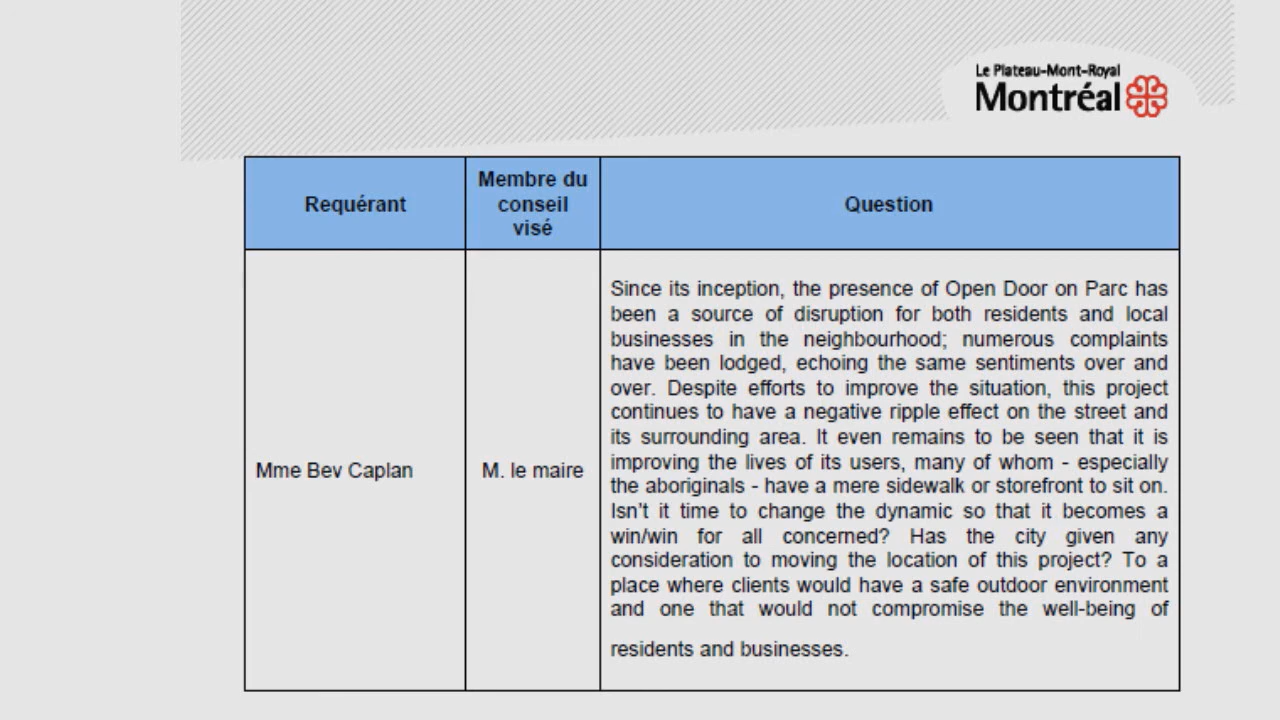 Le Plateau-Mont-Royal
Montréal
Requérant
Membre du
conseil
visé
Question
Mme Bev Caplan
M. le maire
Since its inception, the presence of Open Door on Parc has
been a source of disruption for both residents and local
businesses in the neighbourhood; numerous complaints
have been lodged, echoing the same sentiments over and
over. Despite efforts to improve the situation, this project
continues to have a negative ripple effect on the street and
its surrounding area. It even remains to be seen that it is
improving the lives of its users, many of whom - especially
the aboriginals - have a mere sidewalk or storefront to sit on.
Isn't it time to change the dynamic so that it becomes a
win/win for all concerned? Has the city given any
consideration to moving the location of this project? To a
place where clients would have a safe outdoor environment
and one that would not compromise the well-being of
residents and businesses.